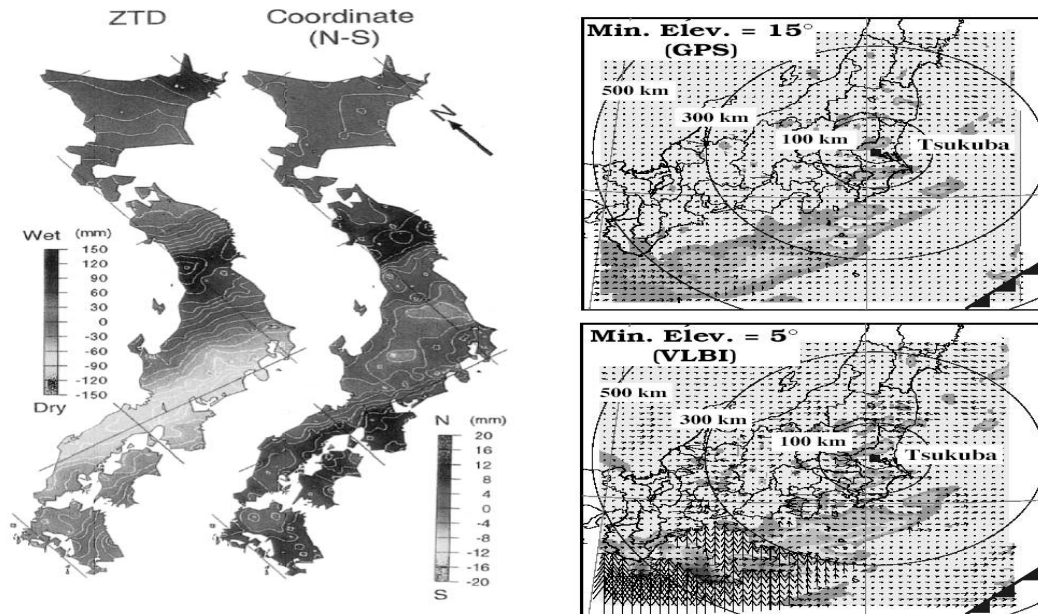 ZTD
Coordinate
(N-S)
N
Wet (mm)
150
120
90
60
30
0
-30
-60
-90
-120
-150
Dry
N (mm)
20
16
12
8
4
0
-4
-8
-12
-16
-20
S
Min. Elev. = 15°
(GPS)
500 km
300 km
100 km
Tsukuba
Min. Elev. = 5°
(VLBI)
500 km
300 km
100 km
Tsukuba